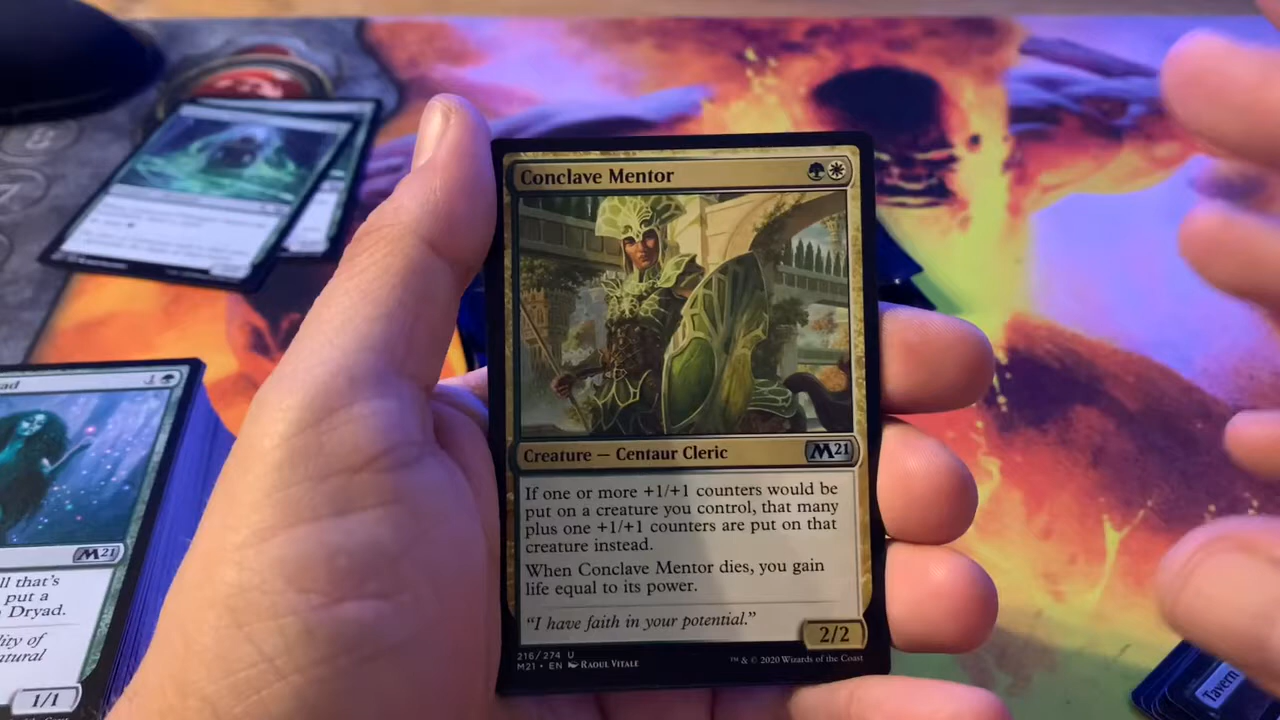 Conclave Mentor
Creature — Centaur Cleric
M21
If one or more +1/+1 counters would be
put on a creature you control, that many
plus one +1/+1 counters are put on that
creature instead.
When Conclave Mentor dies, you gain
life equal to its power.
"I have faith in your potential."
2/2
216/274 U
M21 • EN Raoul Vitale
™ & © 2020 Wizards of the Coast
1
M21
that's
put a
Dryad.
of
1/1
Tavern